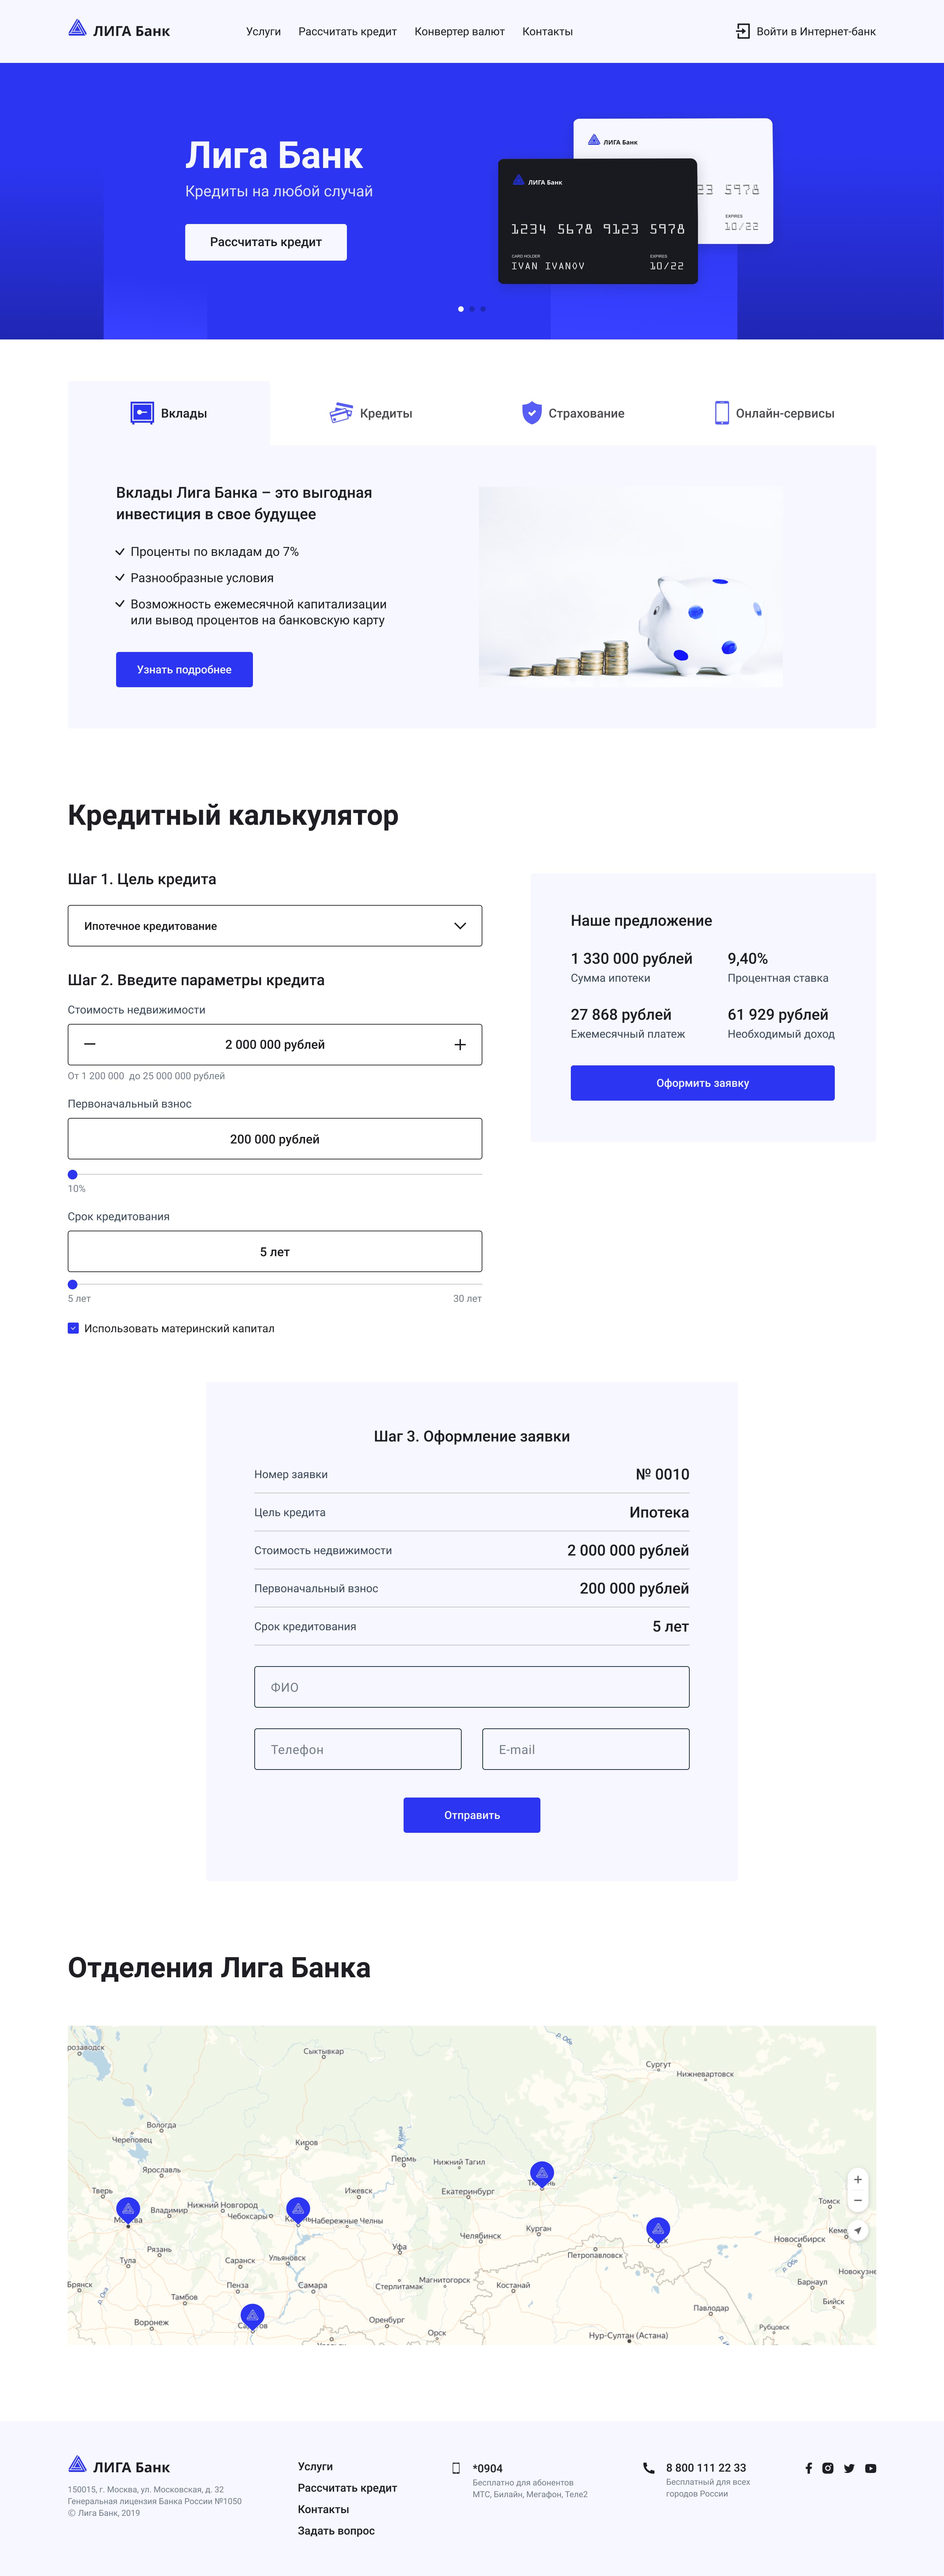 ЛИГА Банк
Услуги
Рассчитать кредит
Конвертер валют
Контакты
Войти в Интернет-банк
Лига Банк
Кредиты на любой случай
Рассчитать кредит
ЛИГА Банк
5978
EXPIRES
10/22
ЛИГА Банк
1234 5678 9123 5978
CARD HOLDER
IVAN IVANOV
EXPIRES
10/22
Вклады
Кредиты
Страхование
Онлайн-сервисы
Вклады Лига Банка – это выгодная
инвестиция в свое будущее
Проценты по вкладам до 7%
Разнообразные условия
Возможность ежемесячной капитализации
или вывод процентов на банковскую карту
Узнать подробнее
Кредитный калькулятор
Шаг 1. Цель кредита
Ипотечное кредитование
Шаг 2. Введите параметры кредита
Стоимость недвижимости
2 000 000 рублей
От 1 200 000 до 25 000 000 рублей
Первоначальный взнос
200 000 рублей
10%
Срок кредитования
5 лет
5 лет
30 лет
Использовать материнский капитал
Наше предложение
1 330 000 рублей
Сумма ипотеки
9,40%
Процентная ставка
27 868 рублей
Ежемесячный платеж
61 929 рублей
Необходимый доход
Оформить заявку
Шаг 3. Оформление заявки
Номер заявки
№ 0010
Цель кредита
Ипотека
Стоимость недвижимости
2 000 000 рублей
Первоначальный взнос
200 000 рублей
Срок кредитования
5 лет
ФИО
Телефон
E-mail
Отправить
Отделения Лига Банка
розаводск
Сыктывкар
р. Обь
Сургут
Нижневартовск
Вологда
Череповец
Киров
р. Кама
Пермь
Нижний Тагил
Ярославль
Тверь
Ижевск
Екатеринбург
Томск
Владимир
Нижний Новгород
Чебоксары
Набережные Челны
Курган
Челябинск
Новосибирск
Кеме
Рязань
Уфа
Петропавловск
Тула
Саранск
Ульяновск
Новокузне
Брянск
р. Ока
Пенза
Самара
Стерлитамак
Магнитогорск
Костанай
р. Обь
Барнаул
Тамбов
Бийск
Воронеж
Оренбург
Орск
Павлодар
Рубцовск
Нур-Султан (Астана)
ЛИГА Банк
150015, г. Москва, ул. Московская, д. 32
Генеральная лицензия Банка России №1050
© Лига Банк, 2019
Услуги
Рассчитать кредит
Контакты
Задать вопрос
*0904
Бесплатно для абонентов
МТС, Билайн, Мегафон, Теле2
8 800 111 22 33
Бесплатный для всех
городов России